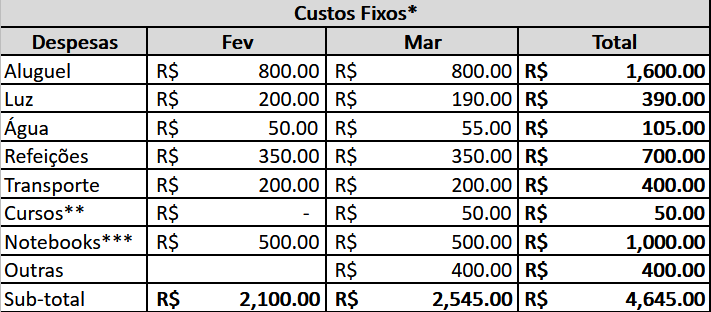 Custos Fixos*
Despesas Fev Mar Total
Aluguel R$ 800.00 R$ 800.00 R$ 1,600.00
Luz R$ 200.00 R$ 190.00 R$ 390.00
Água R$ 50.00 R$ 55.00 R$ 105.00
Refeições R$ 350.00 R$ 350.00 R$ 700.00
Transporte R$ 200.00 R$ 200.00 R$ 400.00
Cursos** R$ - R$ 50.00 R$ 50.00
Notebooks*** R$ 500.00 R$ 500.00 R$ 1,000.00
Outras R$ 400.00 R$ 400.00
Sub-total R$ 2,100.00 R$ 2,545.00 R$ 4,645.00